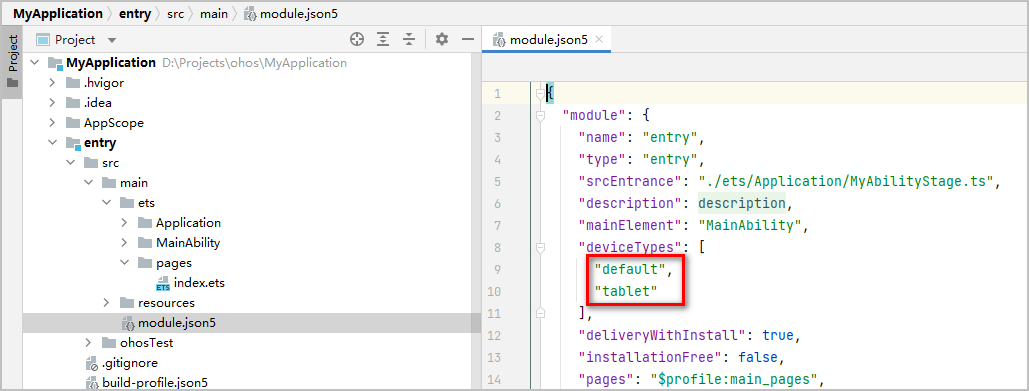 MyApplication > entry > src > main > module.json5
Project
Project
MyApplication D:\Projects\ohos\MyApplication
.hvigor
.idea
AppScope
entry
src
main
ets
Application
MainAbility
pages
index.ets
resources
module.json5
ohosTest
.gitignore
build-profile.json5
module.json5
1 {
2 "module": {
3 "name": "entry",
4 "type": "entry",
5 "srcEntrance": "./ets/Application/MyAbilityStage.ts",
6 "description": description,
7 "mainElement": "MainAbility",
8 "deviceTypes": [
9 "default",
10 "tablet"
11 ],
12 "deliveryWithInstall": true,
13 "installationFree": false,
14 "pages": "$profile:main_pages",